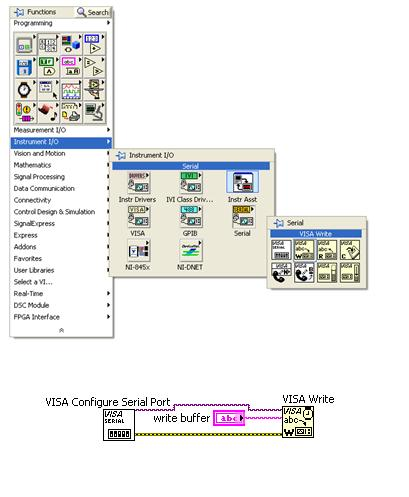 Functions
Search
Programming
Measurement I/O
Instrument I/O
Vision and Motion
Mathematics
Signal Processing
Data Communication
Connectivity
Control Design & Simulation
SignalExpress
Express
Addons
Favorites
User Libraries
Select a VI...
Real-Time
DSC Module
FPGA Interface
Instrument I/O
Serial
Instr Drivers
IVI Class Driv...
Instr Asst
VISA
GPIB
Serial
NI-845x
NI-DNET
Serial
VISA Write
VISA Configure Serial Port
VISA Write
write buffer
abc
VISA
SERIAL
VISA
abc
W